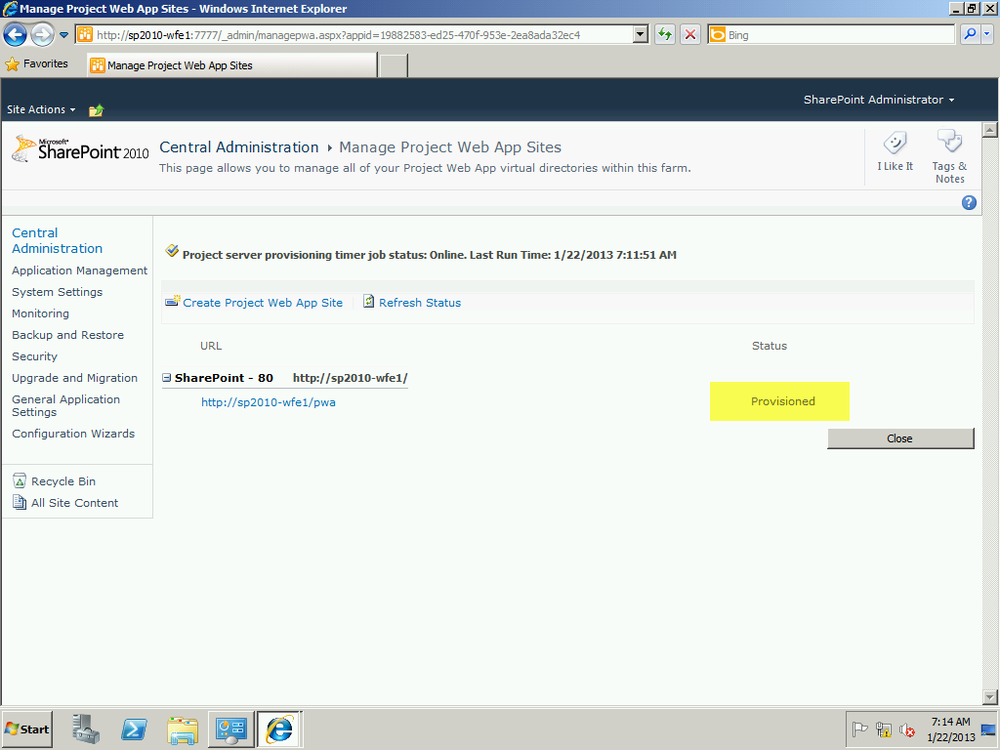 Manage Project Web App Sites - Windows Internet Explorer
http://sp2010-wfe1:7777/_admin/managepwa.aspx?appid=19882583-ed25-470f-953e-2ea8ada32ec4
Bing
Favorites
Manage Project Web App Sites
SharePoint Administrator
Site Actions
Microsoft®
SharePoint 2010
Central Administration
Manage Project Web App Sites
This page allows you to manage all of your Project Web App virtual directories within this farm.
I Like It
Tags &
Notes
Central
Administration
Application Management
System Settings
Monitoring
Backup and Restore
Security
Upgrade and Migration
General Application
Settings
Configuration Wizards
Recycle Bin
All Site Content
Project server provisioning timer job status: Online. Last Run Time: 1/22/2013 7:11:51 AM
Create Project Web App Site
Refresh Status
URL
Status
SharePoint - 80 http://sp2010-wfe1/
http://sp2010-wfe1/pwa
Provisioned
Close
Start
7:14 AM
1/22/2013